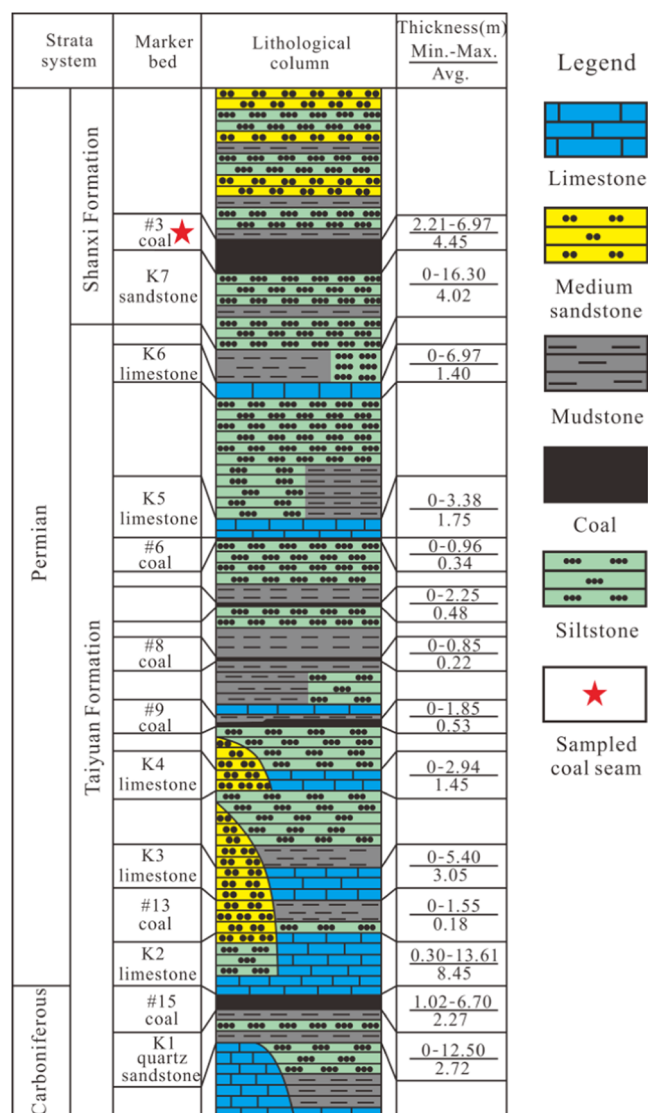 Strata
system
Marker
bed
Lithological
column
Thickness(m)
Min.-Max.
Avg.
Permian
Carboniferous
Shanxi Formation
Taiyuan Formation
#3
coal
2.21-6.97
4.45
K7
sandstone
0-16.30
4.02
K6
limestone
0-6.97
1.40
K5
limestone
0-3.38
1.75
#6
coal
0-0.96
0.34
0-2.25
0.48
#8
coal
0-0.85
0.22
#9
coal
0-1.85
0.53
K4
limestone
0-2.94
1.45
K3
limestone
0-5.40
3.05
#13
coal
0-1.55
0.18
K2
limestone
0.30-13.61
8.45
#15
coal
1.02-6.70
2.27
K1
quartz
sandstone
0-12.50
2.72
Legend
Limestone
Medium
sandstone
Mudstone
Coal
Siltstone
Sampled
coal seam